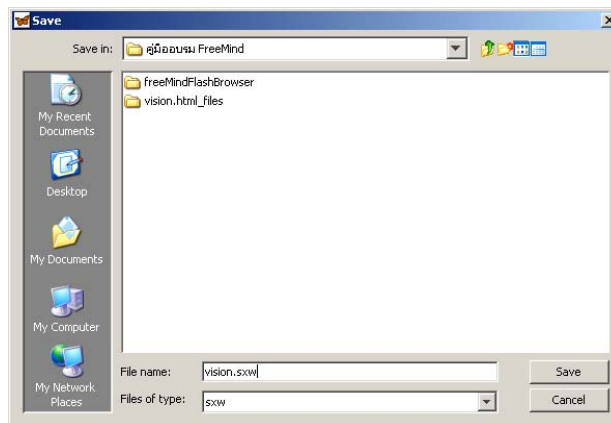 Save
Save in:
คู่มืออบรม FreeMind
freeMindFlashBrowser
vision.html_files
My Recent
Documents
Desktop
My Documents
My Computer
My Network
Places
File name:
vision.sxw
Save
Files of type:
sxw
Cancel